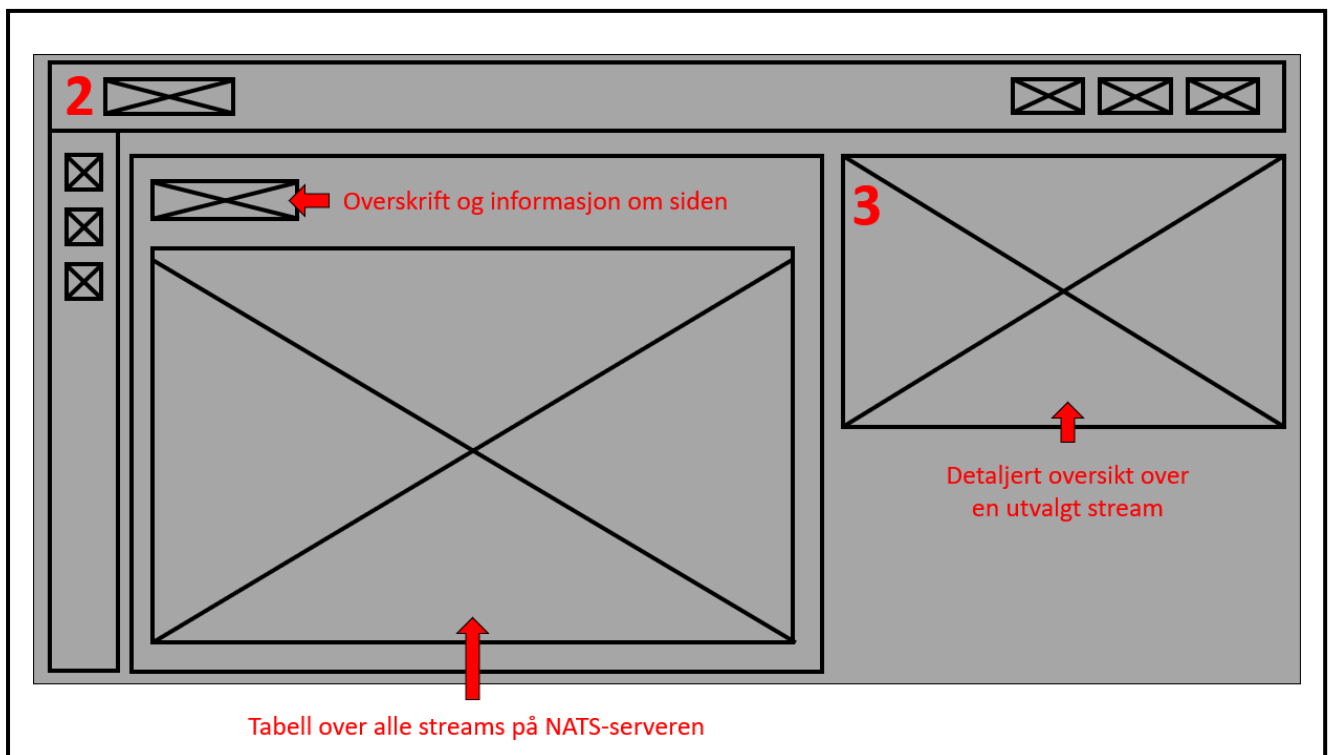 2
Overskrift og informasjon om siden
3
Detaljert oversikt over
en utvalgt stream
Tabell over alle streams på NATS-serveren